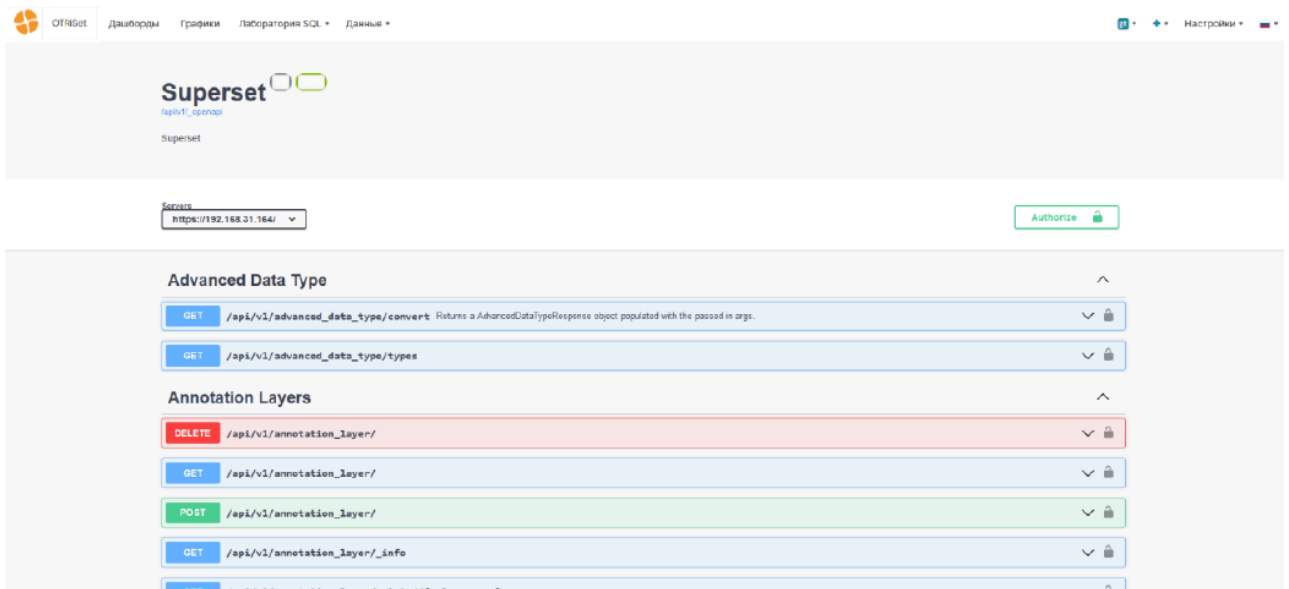 OTRISet Дашборды Графики Лаборатория SQL Данные Настройки
Superset
/api/v1/_openapi
Superset
Servers
https://192.168.31.164/
Authorize
Advanced Data Type
GET /api/v1/advanced_data_type/convert Returns a AdvancedDataTypeResponse object populated with the passed in args.
GET /api/v1/advanced_data_type/types
Annotation Layers
DELETE /api/v1/annotation_layer/
GET /api/v1/annotation_layer/
POST /api/v1/annotation_layer/
GET /api/v1/annotation_layer/_info